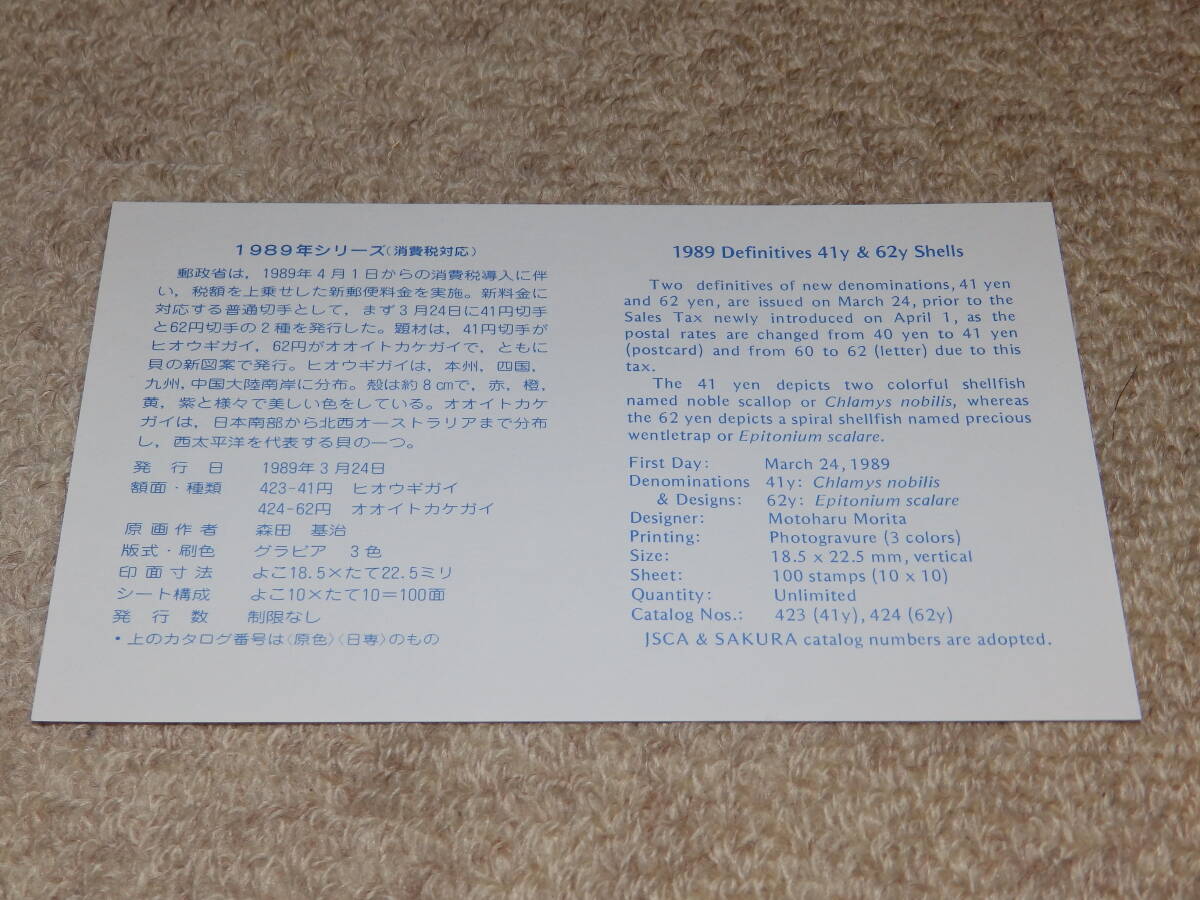 1989年シリーズ(消費税対応)
郵政省は，1989年4月1日からの消費税導入に伴
い，税額を上乗せした新郵便料金を実施。新料金に
対応する普通切手として，まず3月24日に41円切手
と62円切手の2種を発行した。題材は，41円切手が
ヒオウギガイ，62円がオオイトカケガイで，ともに
貝の新図案で発行。ヒオウギガイは，本州，四国，
九州，中国大陸南岸に分布。殻は約8㎝で，赤，橙，
黄，紫と様々で美しい色をしている。オオイトカケ
ガイは，日本南部から北西オーストラリアまで分布
し，西太平洋を代表する貝の一つ。
発行日 1989年3月24日
額面・種類 423-41円 ヒオウギガイ
424-62円 オオイトカケガイ
原画作者 森田 基治
版式・刷色 グラビア 3色
印面寸法 よこ18.5×たて22.5ミリ
シート構成 よこ10×たて10＝100面
発行数 制限なし
・上のカタログ番号は〈原色〉〈日専〉のもの
1989 Definitives 41y & 62y Shells
Two definitives of new denominations, 41 yen
and 62 yen, are issued on March 24, prior to the
Sales Tax newly introduced on April 1, as the
postal rates are changed from 40 yen to 41 yen
(postcard) and from 60 to 62 (letter) due to this
tax.
The 41 yen depicts two colorful shellfish
named noble scallop or Chlamys nobilis, whereas
the 62 yen depicts a spiral shellfish named precious
wentletrap or Epitonium scalare.
First Day: March 24, 1989
Denominations 41y: Chlamys nobilis
& Designs: 62y: Epitonium scalare
Designer: Motoharu Morita
Printing: Photogravure (3 colors)
Size: 18.5 x 22.5 mm, vertical
Sheet: 100 stamps (10 x 10)
Quantity: Unlimited
Catalog Nos.: 423 (41y), 424 (62y)
JSCA & SAKURA catalog numbers are adopted.